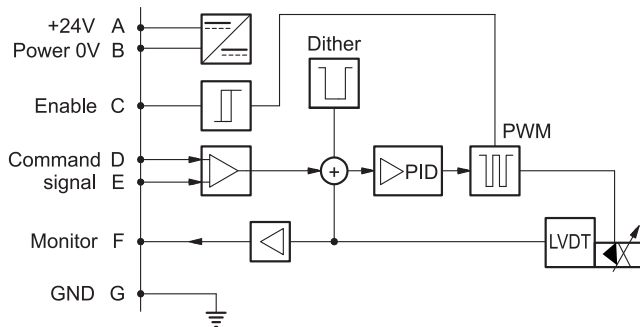 +24V A
Power 0V B
Dither
Enable C
PWM
Command D
signal E
+
PID
Monitor F
LVDT
GND G